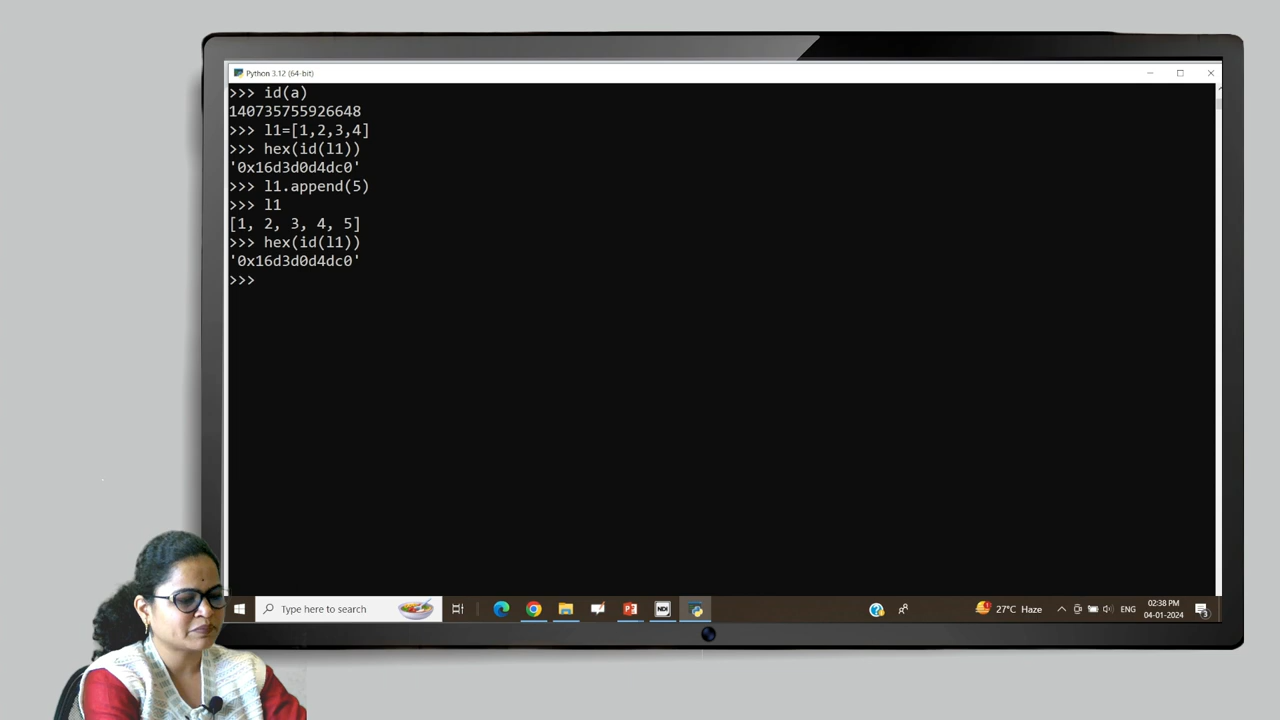 Python 3.12 (64-bit)
>>> id(a)
140735755926648
>>> l1=[1,2,3,4]
>>> hex(id(l1))
'0x16d3d0d4dc0'
>>> l1.append(5)
>>> l1
[1, 2, 3, 4, 5]
>>> hex(id(l1))
'0x16d3d0d4dc0'
>>>
Type here to search
NDI
27°C Haze
ENG
02:38 PM
04-01-2024
3